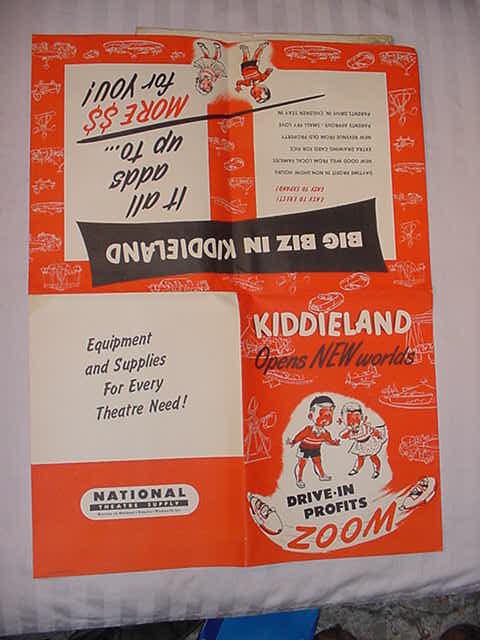 BIG BIZ IN KIDDIELAND
EASY TO ERECT!
EASY TO EXPAND!
DAYTIME PROFIT IN NON-SHOW HOURS
NEW GOOD WILL FROM LOCAL FAMILIES
EXTRA DRAWING CARD FOR FREE
NEW REVENUE FROM OLD PROPERTY
PARENTS APPROVE - SMALL FRY LOVE
PARENTS DRIVE IN CHILDREN STAY IN
It all
adds
up to...
MORE $$
for YOU!
Equipment
and Supplies
For Every
Theatre Need!
NATIONAL
THEATRE SUPPLY
KIDDIELAND
Opens NEW worlds
DRIVE-IN
PROFITS
ZOOM